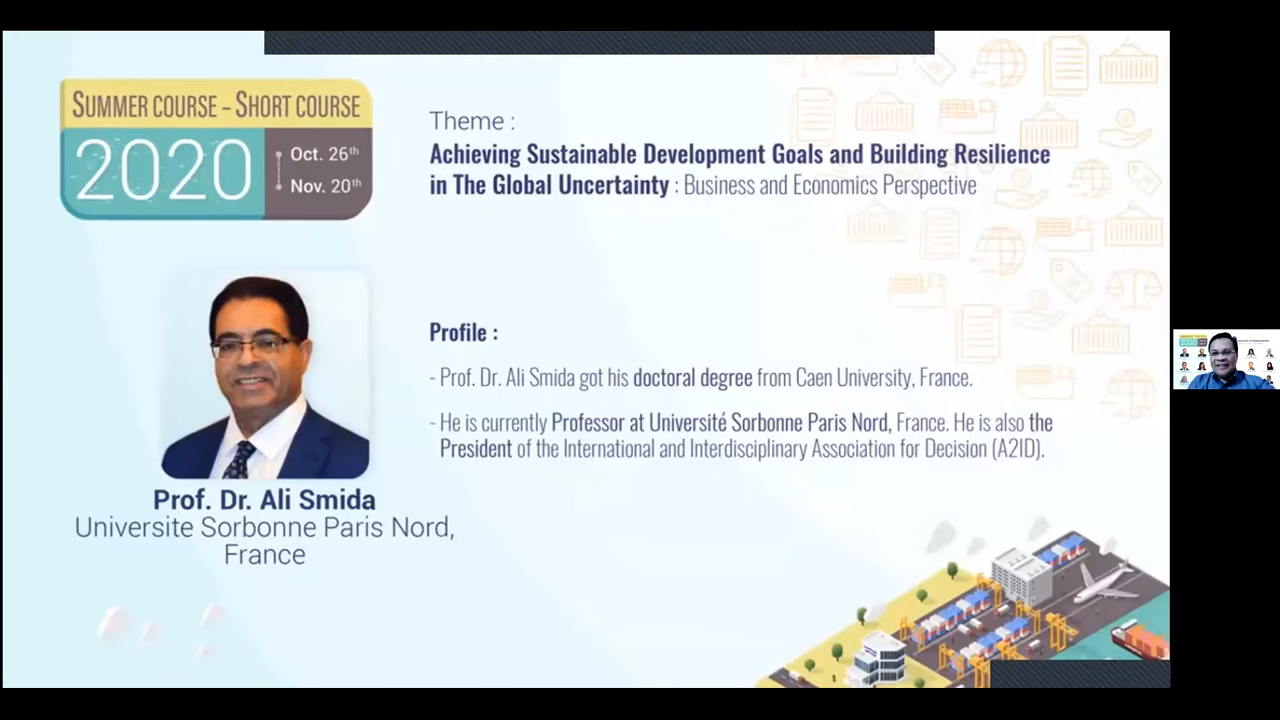 SUMMER COURSE – SHORT COURSE
2020
Oct. 26th
Nov. 20th
Theme :
Achieving Sustainable Development Goals and Building Resilience
in The Global Uncertainty : Business and Economics Perspective
Profile :
- Prof. Dr. Ali Smida got his doctoral degree from Caen University, France.
- He is currently Professor at Université Sorbonne Paris Nord, France. He is also the
President of the International and Interdisciplinary Association for Decision (A2ID).
Prof. Dr. Ali Smida
Universite Sorbonne Paris Nord,
France